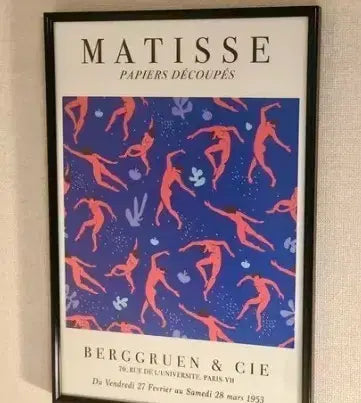 MATISSE
PAPIERS DÉCOUPÉS
BERGGRUEN & CIE
70, RUE DE L'UNIVERSITE, PARIS VII
Du Vendredi 27 Février au Samedi 28 mars 1953